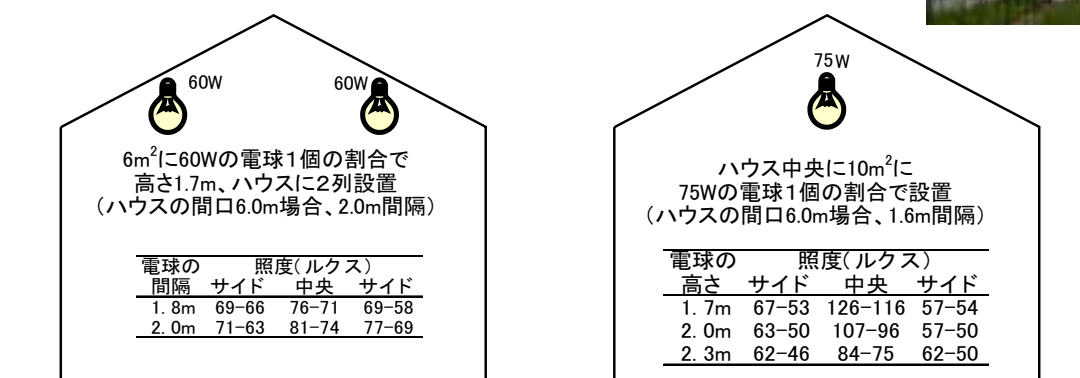 60W 60W
6m²に60Wの電球1個の割合で
高さ1.7m、ハウスに2列設置
（ハウスの間口6.0m場合、2.0m間隔）
電球の 照度（ルクス）
間隔 サイド 中央 サイド
1.8m 69-66 76-71 69-58
2.0m 71-63 81-74 77-69
75W
ハウス中央に10m²に
75Wの電球1個の割合で設置
（ハウスの間口6.0m場合、1.6m間隔）
電球の 照度（ルクス）
高さ サイド 中央 サイド
1.7m 67-53 126-116 57-54
2.0m 63-50 107-96 57-50
2.3m 62-46 84-75 62-50